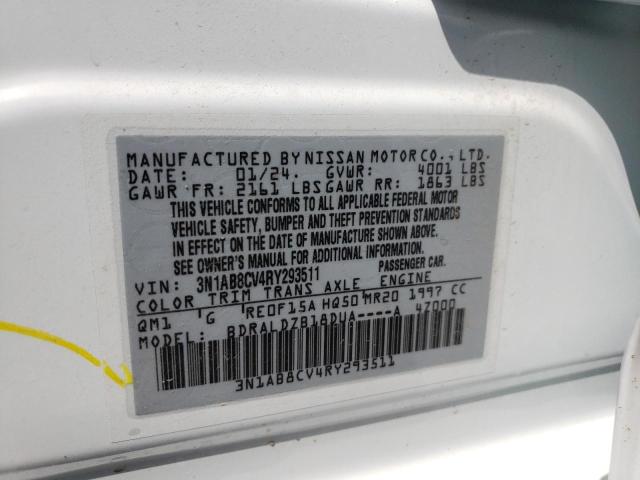 MANUFACTURED BY NISSAN MOTOR CO., LTD.
DATE: 01/24. GVWR: 4001 LBS
GAWR FR: 2161 LBS GAWR RR: 1863 LBS
THIS VEHICLE CONFORMS TO ALL APPLICABLE FEDERAL MOTOR
VEHICLE SAFETY, BUMPER AND THEFT PREVENTION STANDARDS
IN EFFECT ON THE DATE OF MANUFACTURE SHOWN ABOVE.
SEE OWNER'S MANUAL FOR ADDITIONAL INFORMATION.
VIN: 3N1AB8CV4RY293511 PASSENGER CAR.
COLOR TRIM TRANS AXLE ENGINE
QM1 G RE0F15A HQ50 MR20 1997 CC
MODEL: BDRALDZB18DUA----A 4Z000
3N1AB8CV4RY293511